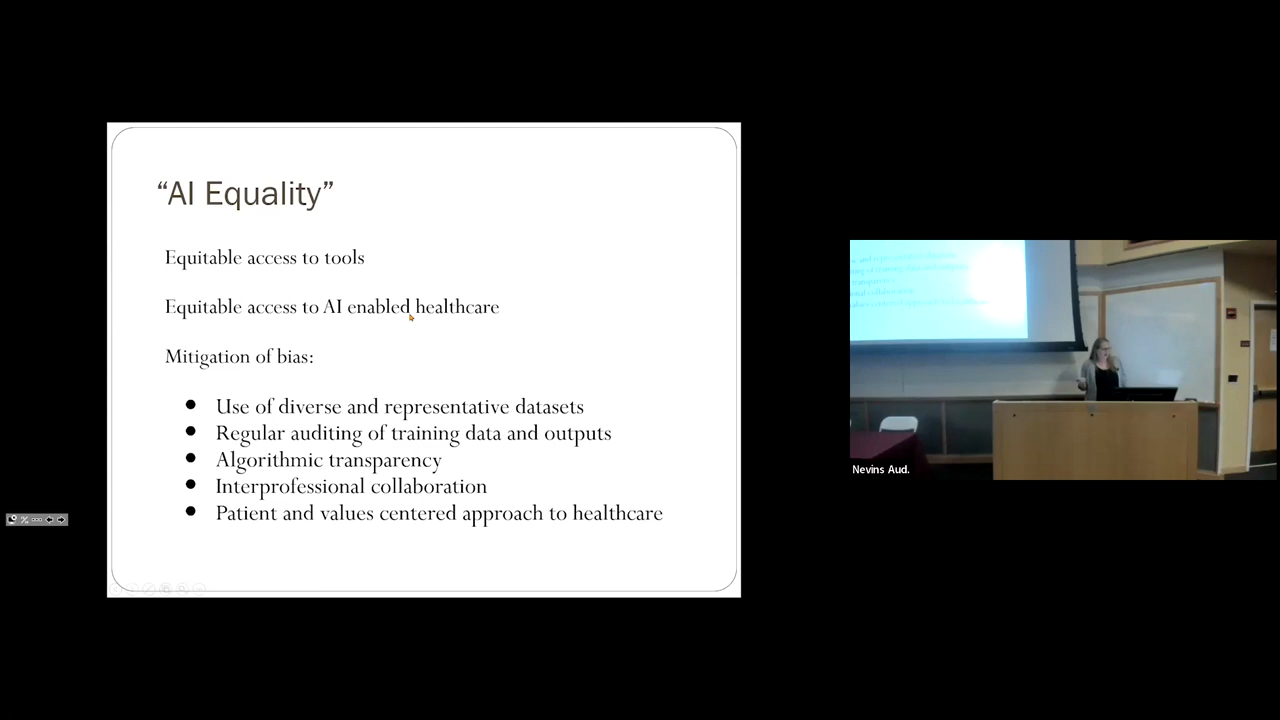 “AI Equality”
Equitable access to tools
Equitable access to AI enabled healthcare
Mitigation of bias:
● Use of diverse and representative datasets
● Regular auditing of training data and outputs
● Algorithmic transparency
● Interprofessional collaboration
● Patient and values centered approach to healthcare
Nevins Aud.